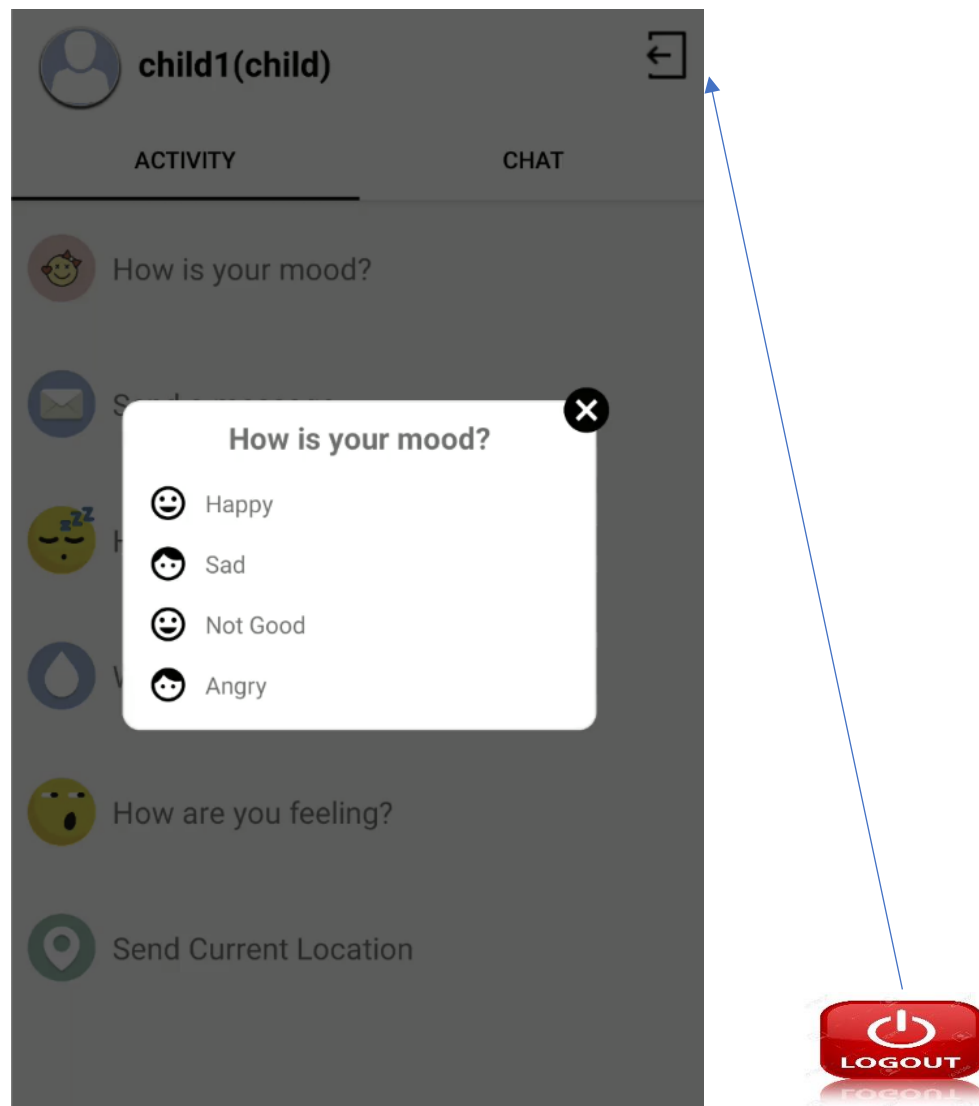 child1(child)
ACTIVITY CHAT
How is your mood?
How is your mood?
Happy
Sad
Not Good
Angry
How are you feeling?
Send Current Location
LOGOUT